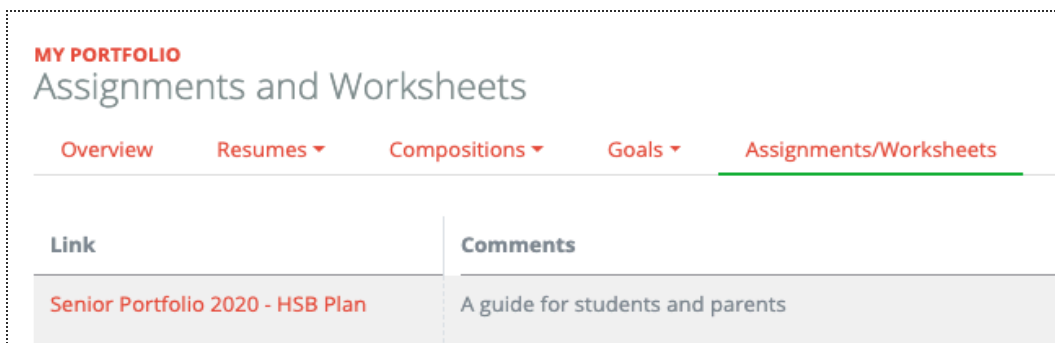 MY PORTFOLIO
Assignments and Worksheets
Overview Resumes Compositions Goals Assignments/Worksheets
Link Comments
Senior Portfolio 2020 - HSB Plan A guide for students and parents